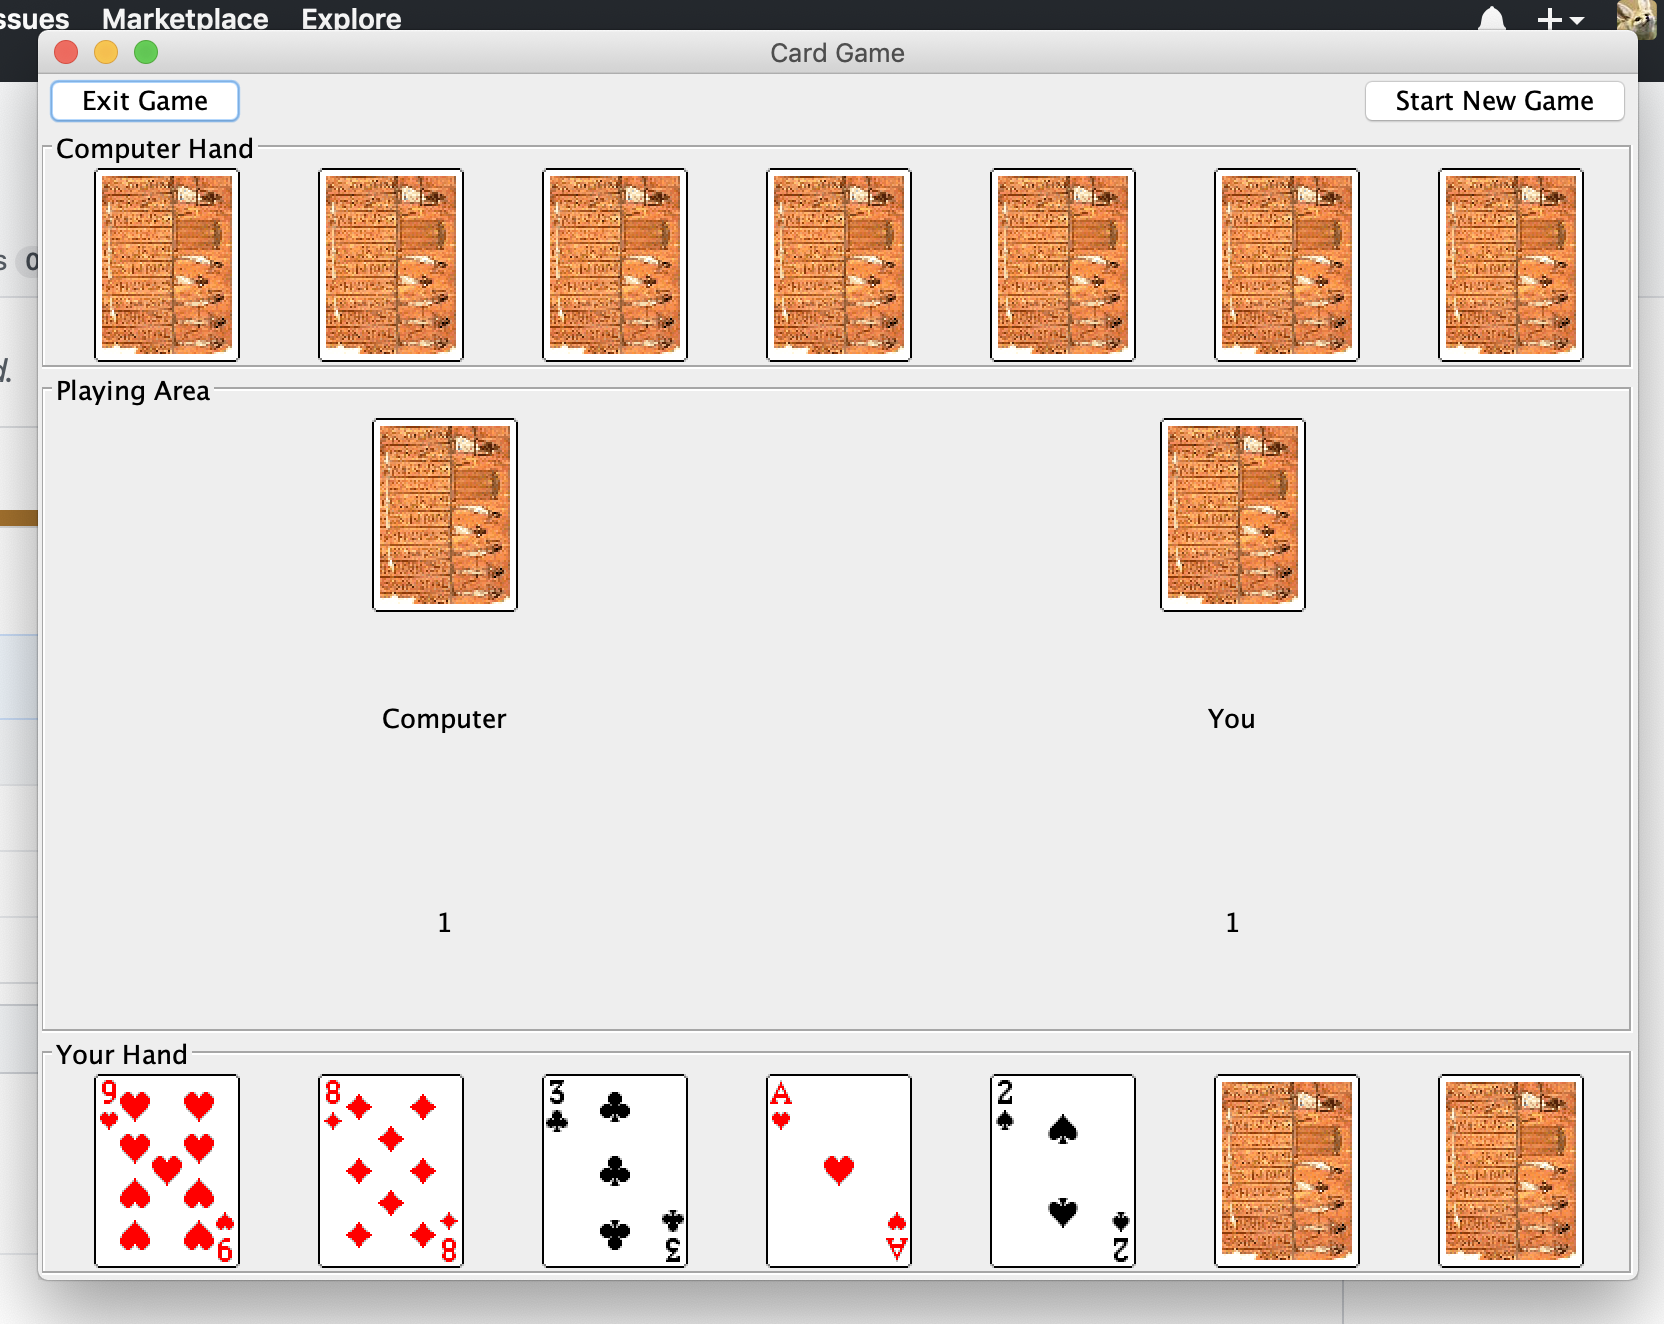 ssues Marketplace Explore
Card Game
Exit Game Start New Game
Computer Hand
s 0
d.
Playing Area
Computer You
1 1
Your Hand
9 8 3 A 2
9 8 3 A 2